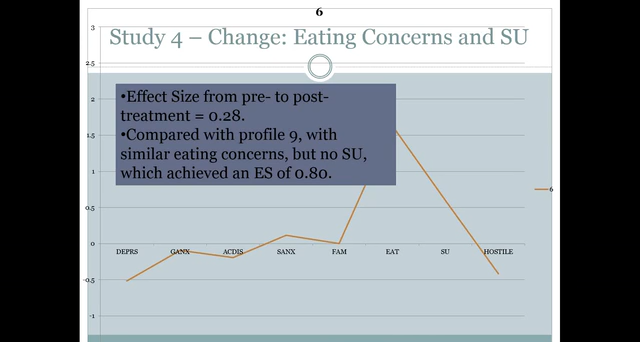 6
3
Study 4 – Change: Eating Concerns and SU
2.5
•Effect Size from pre- to post-
treatment = 0.28.
•Compared with profile 9, with
similar eating concerns, but no SU,
which achieved an ES of 0.80.
2
1.5
1
0.5
0
-0.5
-1
DEPRS GANX ACDIS SANX FAM EAT SU HOSTILE
6